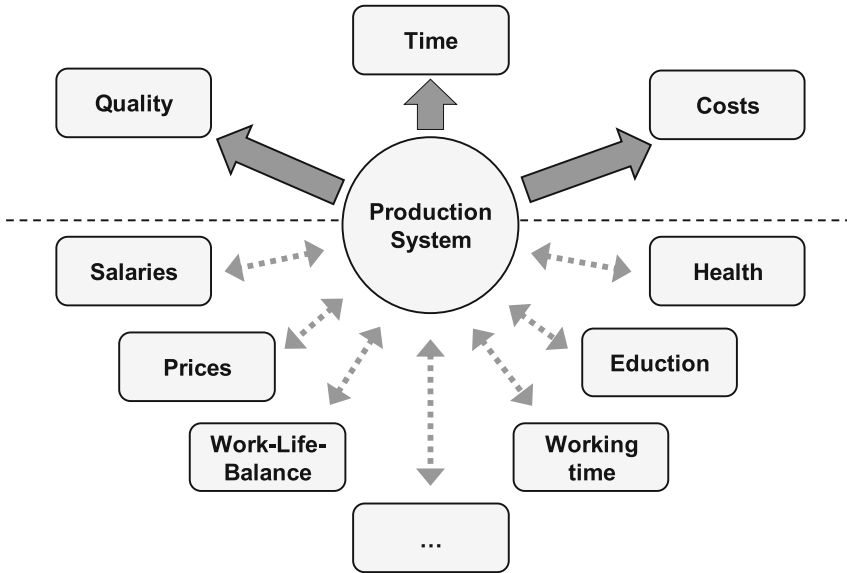 Time
Quality
Costs
Production
System
Salaries
Health
Prices
Eduction
Work-Life-
Balance
Working
time
...